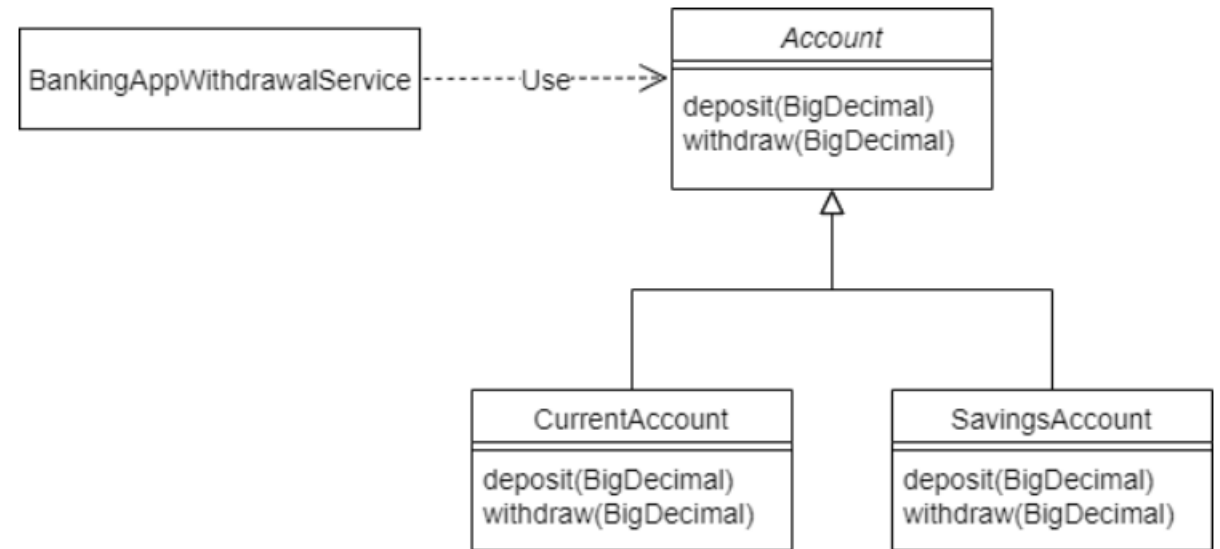 Account
BankingAppWithdrawalService
Use
deposit(BigDecimal)
withdraw(BigDecimal)
CurrentAccount
deposit(BigDecimal)
withdraw(BigDecimal)
SavingsAccount
deposit(BigDecimal)
withdraw(BigDecimal)